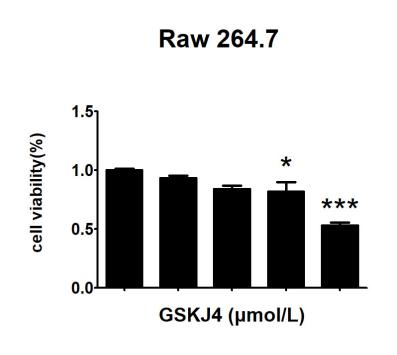 Raw 264.7
cell viability(%)
1.5
1.0
0.5
0.0
*
***
GSKJ4 (μmol/L)